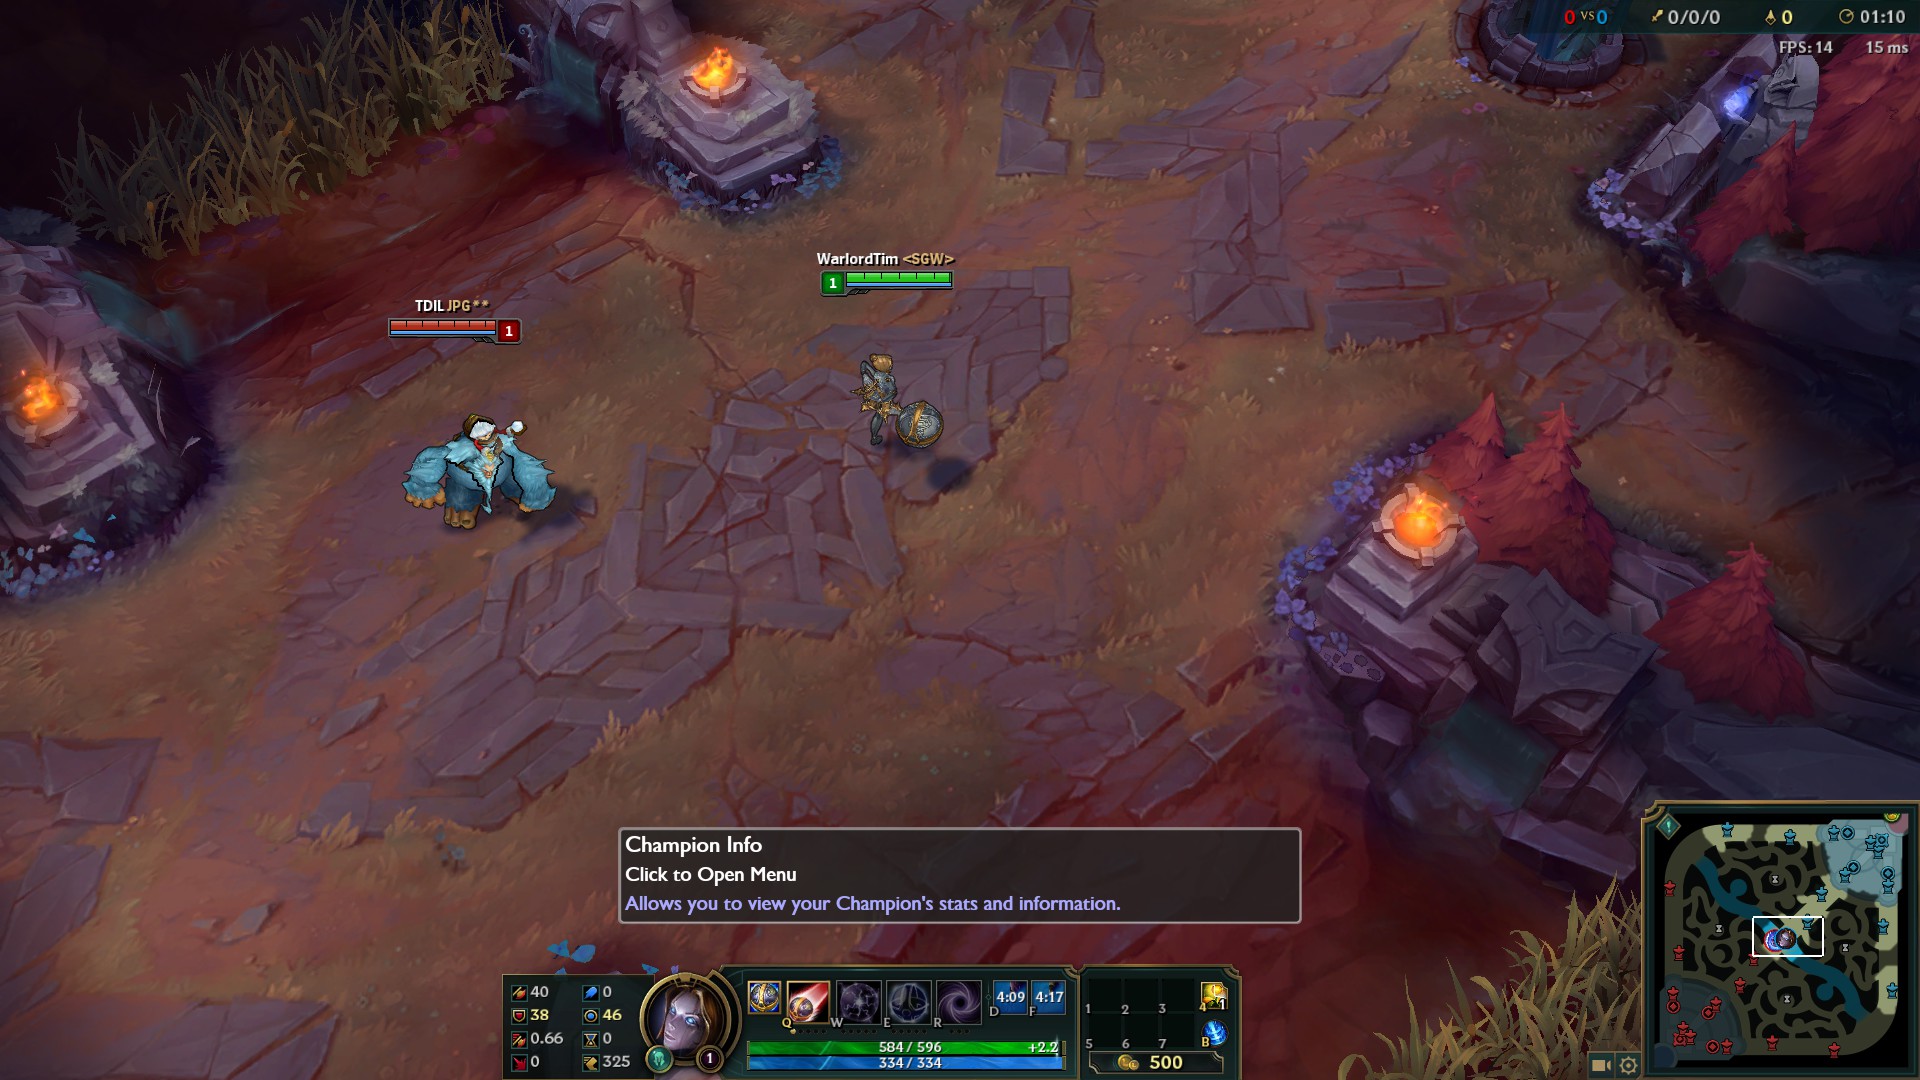 0 VS 0 0/0/0 0 01:10
FPS: 14 15 ms
WarlordTim <SGW>
1
TDILJPG**
1
Champion Info
Click to Open Menu
Allows you to view your Champion's stats and information.
40 0
38 46
0.66 0
0 325
1
Q W E R D F
4:09 4:17
584 / 596 +2.2
334 / 334
1 2 3 4 1
5 6 7 B
500